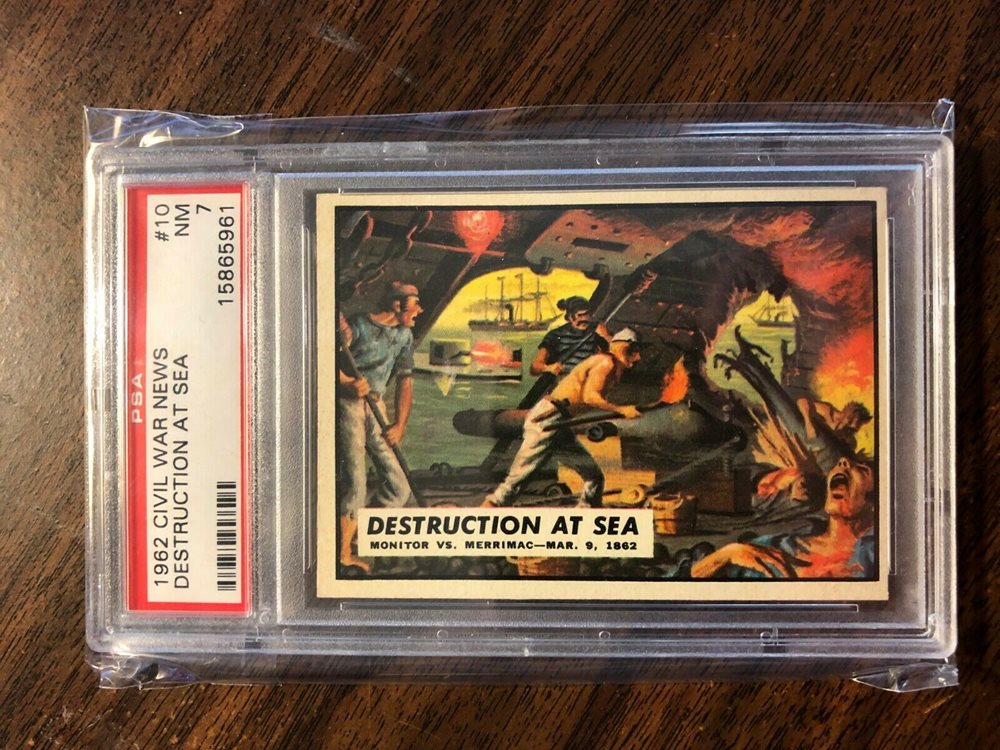 1962 CIVIL WAR NEWS #10
DESTRUCTION AT SEA NM
7
15865961
PSA
DESTRUCTION AT SEA
MONITOR VS. MERRIMAC—MAR. 9, 1862